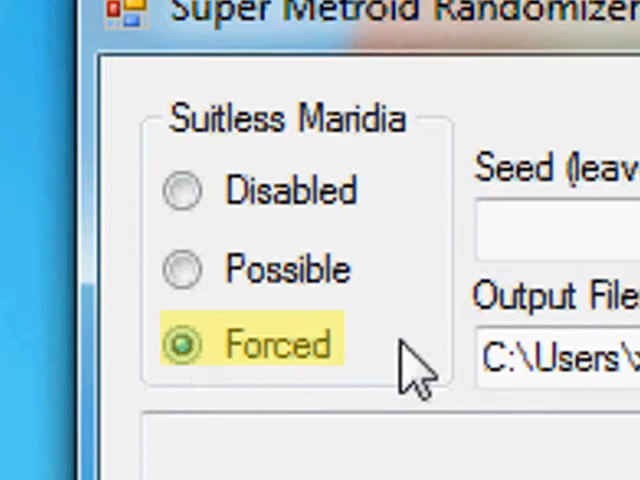 Super Metroid Randomizer
Suitless Maridia
Disabled
Possible
Forced
Seed (leav
Output File
C:\Users\